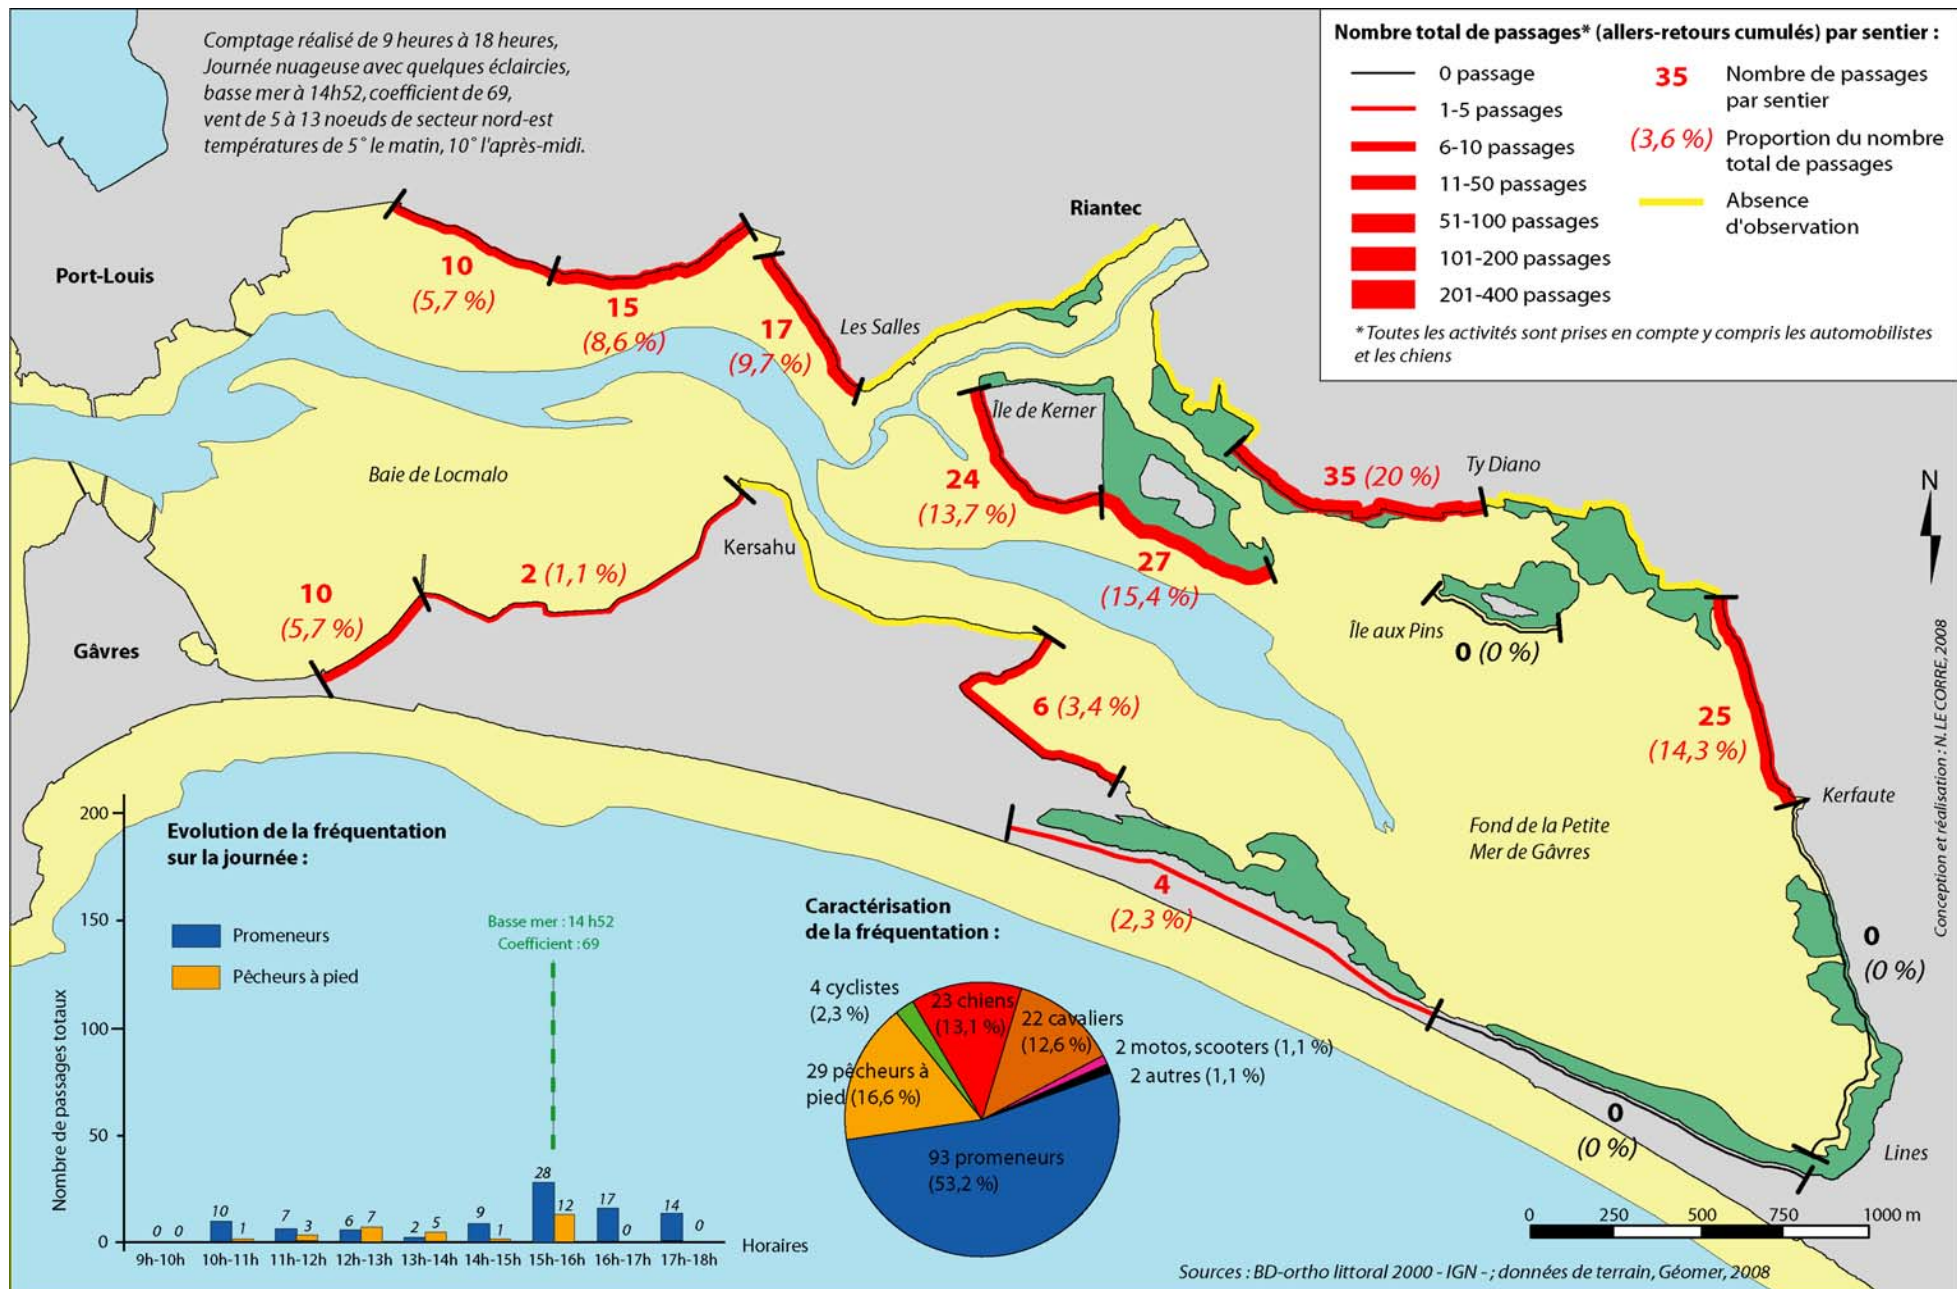 Comptage réalisé de 9 heures à 18 heures,
Journée nuageuse avec quelques éclaircies,
basse mer à 14h52, coefficient de 69,
vent de 5 à 13 noeuds de secteur nord-est
températures de 5° le matin, 10° l'après-midi.
Nombre total de passages* (allers-retours cumulés) par sentier :
0 passage
1-5 passages
6-10 passages
11-50 passages
51-100 passages
101-200 passages
201-400 passages
35
Nombre de passages
par sentier
(3,6 %)
Proportion du nombre
total de passages
Absence
d'observation
*Toutes les activités sont prises en compte y compris les automobilistes
et les chiens
Port-Louis
Riantec
10
(5,7 %)
15
(8,6 %)
17
(9,7 %)
Les Salles
Île de Kerner
24
(13,7 %)
35 (20 %)
Ty Diano
N
Baie de Locmalo
Kersahu
27
(15,4 %)
2 (1,1 %)
10
(5,7 %)
Gâvres
Île aux Pins
0 (0 %)
6 (3,4 %)
25
(14,3 %)
Kerfaute
Fond de la Petite
Mer de Gâvres
4
(2,3 %)
0
(0 %)
0
(0 %)
Lines
Conception et réalisation : N. LE CORRE, 2008
Evolution de la fréquentation
sur la journée :
Promeneurs
Pêcheurs à pied
Basse mer : 14 h52
Coefficient : 69
Nombre de passages totaux
200
150
100
50
0
0 0
10 1
7 3
6 7
2 5
9 1
28 12
17 0
14 0
9h-10h 10h-11h 11h-12h 12h-13h 13h-14h 14h-15h 15h-16h 16h-17h 17h-18h
Horaires
Caractérisation
de la fréquentation :
4 cyclistes
(2,3 %)
23 chiens
(13,1 %)
22 cavaliers
(12,6 %)
2 motos, scooters (1,1 %)
2 autres (1,1 %)
29 pêcheurs à
pied (16,6 %)
93 promeneurs
(53,2 %)
0 250 500 750 1000 m
Sources : BD-ortho littoral 2000 - IGN - ; données de terrain, Géomer, 2008